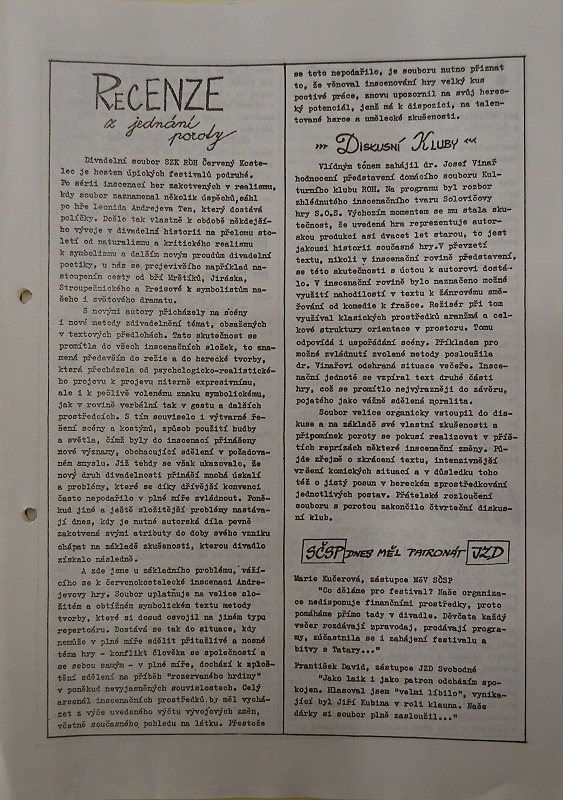 RECENZE
z jednání
poroty
Divadelní soubor SZK ROH Červený Koste-
lec je hostem úpických festivalů podruhé.
Po sérii inscenací her zakotvených v realismu,
kdy soubor zaznamenal několik úspěchů, sáhl
po hře Leonida Andrejeva Ten, který dostává
políčky. Došlo tak vlastně k období někdejší-
ho vývoje v divadelní historii na přelomu sto-
letí od naturalismu a kritického realismu
k symbolismu a dalším novým proudům divadelní
poetiky, u nás se projevivšího například na-
stoupením cesty od bří Mrštíků, Jiráska,
Stroupežnického a Preisové k symbolistům na-
šeho i světového dramatu.
S novými autory přicházely na scény
i nové metody zdivadelnění témat, obsažených
v textových předlohách. Tato skutečnost se
promítla do všech inscenačních složek, to zna-
mená především do režie a do herecké tvorby,
která přecházela od psychologicko-realistické-
ho projevu k projevu niterně expresivnímu,
ale i k pečlivě volenému znaku symbolickému,
jak v rovině verbální tak v gestu a dalších
prostředcích. S tím souviselo i výtvarné ře-
šení scény a kostýmů, způsob použití hudby
a světla, čímž byly do inscenací přinášeny
nové významy, obohacující sdělení v požadova-
ném smyslu. Již tehdy se však ukazovalo, že
nový druh divadelnosti přináší mnohá úskalí
a problémy, které se díky dřívější konvenci
často nepodařilo v plné míře zvládnout. Poně-
kud jiné a ještě složitější problémy nastáva-
jí dnes, kdy je nutné autorská díla pevně
zakotvená svými atributy do doby svého vzniku
chápat na základě zkušenosti, kterou divadlo
získalo následně.
A zde jsme u základního problému, váží-
cího se k červenokostelecké inscenaci Andre-
jevovy hry. Soubor uplatňuje na velice slo-
žitém a obtížném symbolickém textu metody
tvorby, které si dosud osvojil na jiném typu
repertoáru. Dostává se tak do situace, kdy
nemůže v plné míře sdělit přitažlivé a nosné
téma hry - konflikt člověka se společností a
se sebou samým - v plné míře, dochází k zploš-
tění sdělení na příběh "rozervaného hrdiny"
v poněkud nevyjasněných souvislostech. Celý
arsenál inscenačních prostředků by měl vychá-
zet z výše uvedeného výčtu vývojových změn,
včetně současného pohledu na látku. Přestože
se toto nepodařilo, je souboru nutno přiznat
to, že věnoval inscenování hry velký kus
poctivé práce, znovu upozornil na svůj herec-
ký potenciál, jenž má k dispozici, na talen-
tované herce a umělecké zkušenosti.
››› DISKUSNÍ KLUBY ‹‹‹
Vlídným tónem zahájil dr. Josef Vinař
hodnocení představení domácího souboru Kul-
turního klubu ROH. Na programu byl rozbor
zhlédnutého inscenačního tvaru Solovičovy
hry S.O.S. Výchozím momentem se mu stala sku-
tečnost, že uvedená hra reprezentuje autor-
skou produkci asi dvacet let starou, to jest
jakousi historii současné hry. V převzetí
textu, nikoli v inscenační rovině představení,
se této skutečnosti s úctou k autorovi dostá-
lo. V inscenační rovině bylo naznačeno možné
využití nahodilostí v textu k žánrovému smě-
řování od komedie k frašce. Režisér při tom
využíval klasických prostředků aranžmá a cel-
kové struktury orientace v prostoru. Tomu
odpovídá i uspořádání scény. Příkladem pro
možné zvládnutí zvolené metody posloužila
dr. Vinařovi odehraná situace večeře. Insce-
nační jednotě se vzpíral text druhé části
hry, což se promítlo nejvýrazněji do závěru,
pojatého jako vážně sdělená moralita.
Soubor velice organicky vstoupil do dis-
kuse a na základě své vlastní zkušenosti a
připomínek poroty se pokusí realizovat v příš-
tích reprízách některé inscenační změny. Pů-
jde zřejmě o zkrácení textu, intensivnější
vršení komických situací a v důsledku toho
též o jistý posun v hereckém zprostředkování
jednotlivých postav. Přátelské rozloučení
souboru s porotou zakončilo čtvrteční diskus-
ní klub.
SČSP DNES MĚL PATRONÁT JZD
Marie Kučerová, zástupce MěV SČSP
"Co děláme pro festival? Naše organiza-
ce nedisponuje finančními prostředky, proto
pomáháme přímo tady v divadle. Děvčata každý
večer rozdávají zpravodaj, prodávají progra-
my, zúčastnila se i zahájení festivalu a
bitvy s Tatary..."
František David, zástupce JZD Svobodné
"Jako laik i jako patron odcházím spo-
kojen. Hlasoval jsem "velmi líbilo", vynika-
jící byl Jiří Kubina v roli klauna. Naše
dárky si soubor plně zasloužil..."